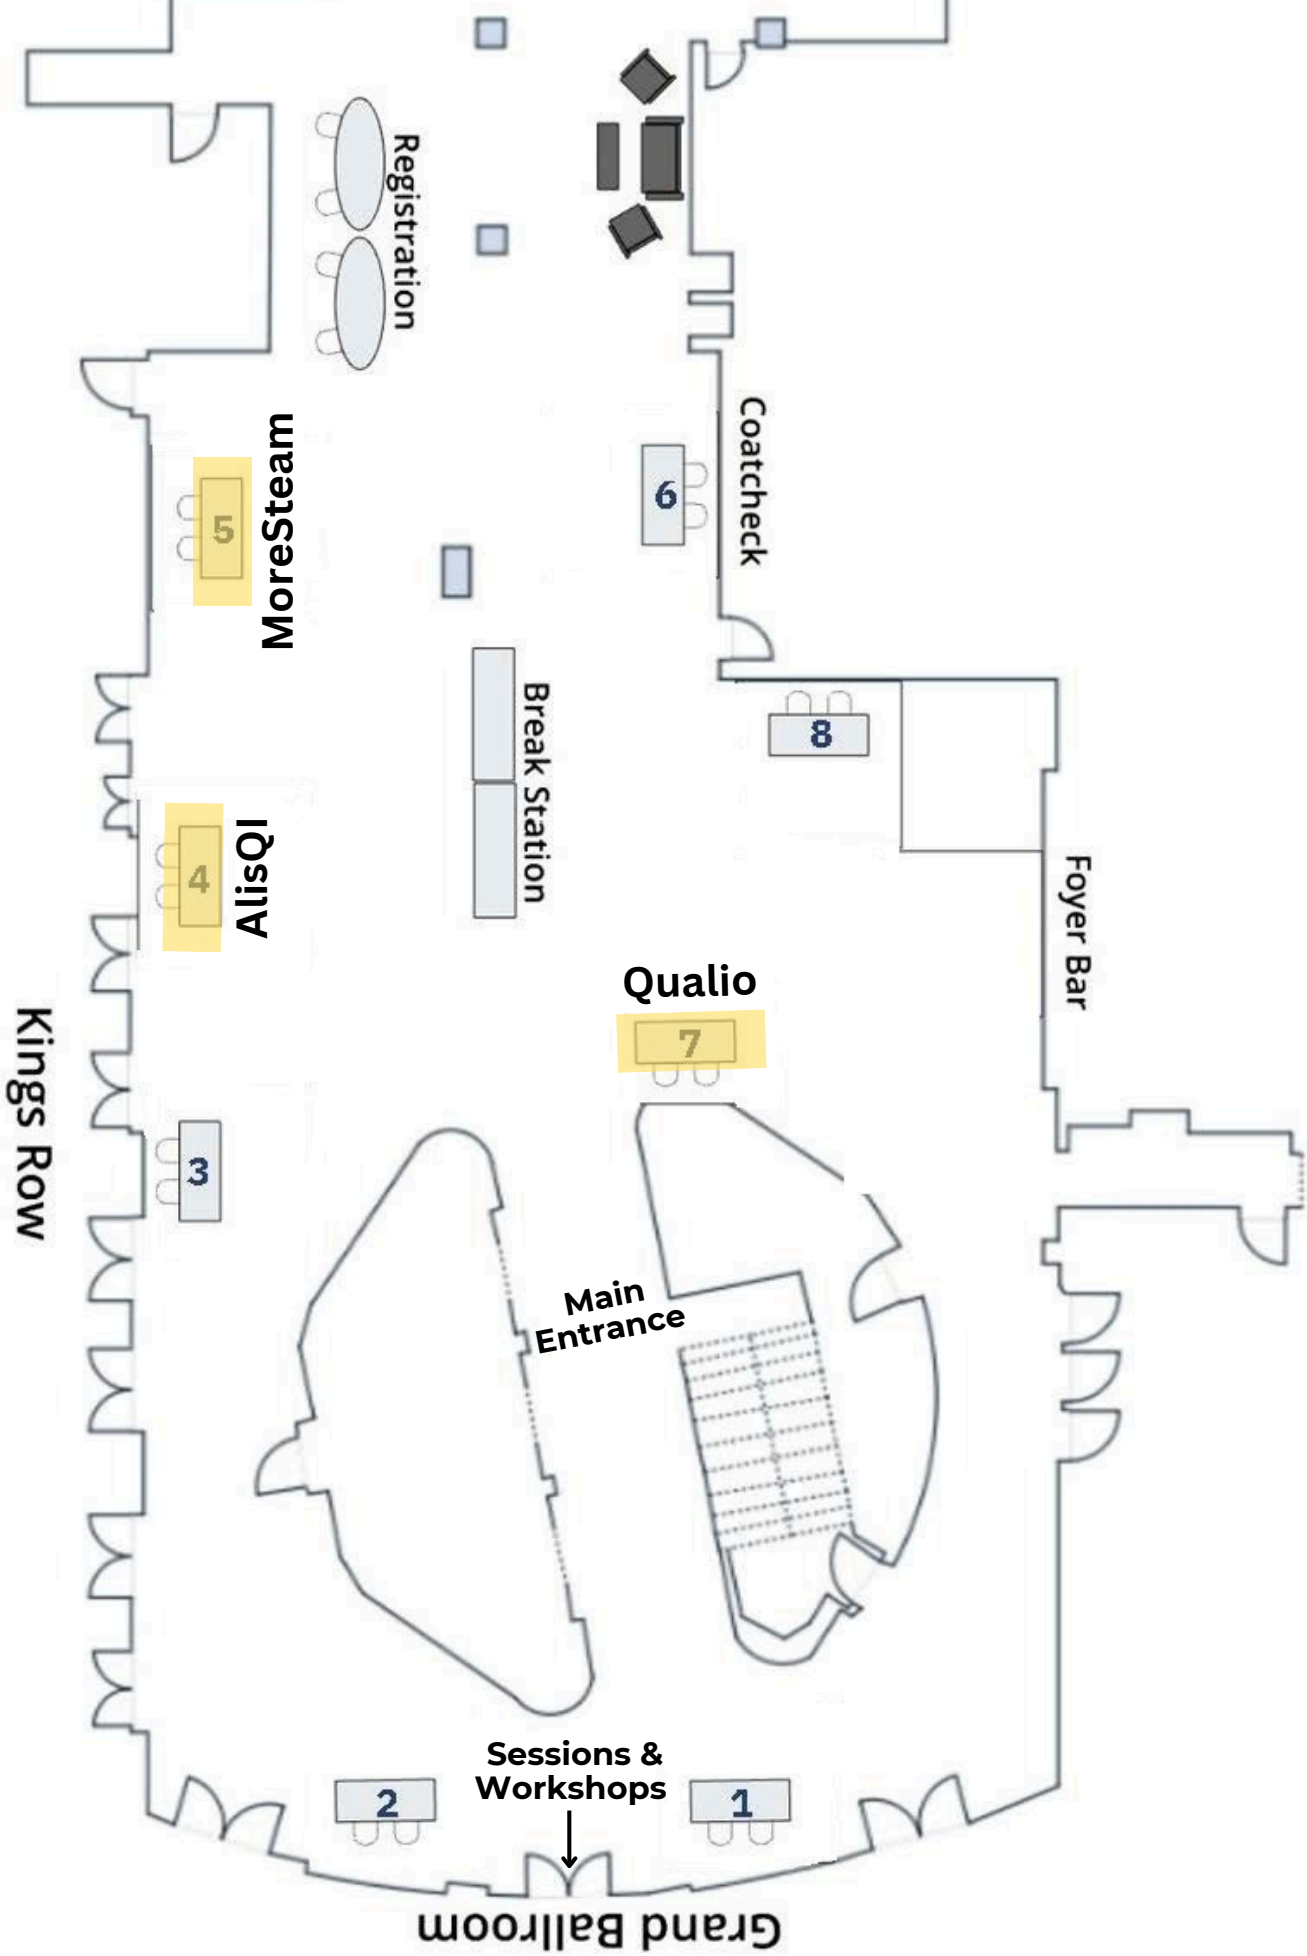 Registration
Coatcheck
MoreSteam
5
6
Break Station
8
AlisQI
4
Foyer Bar
Qualio
7
Kings Row
3
Main
Entrance
Sessions &
Workshops
2
1
Grand Ballroom